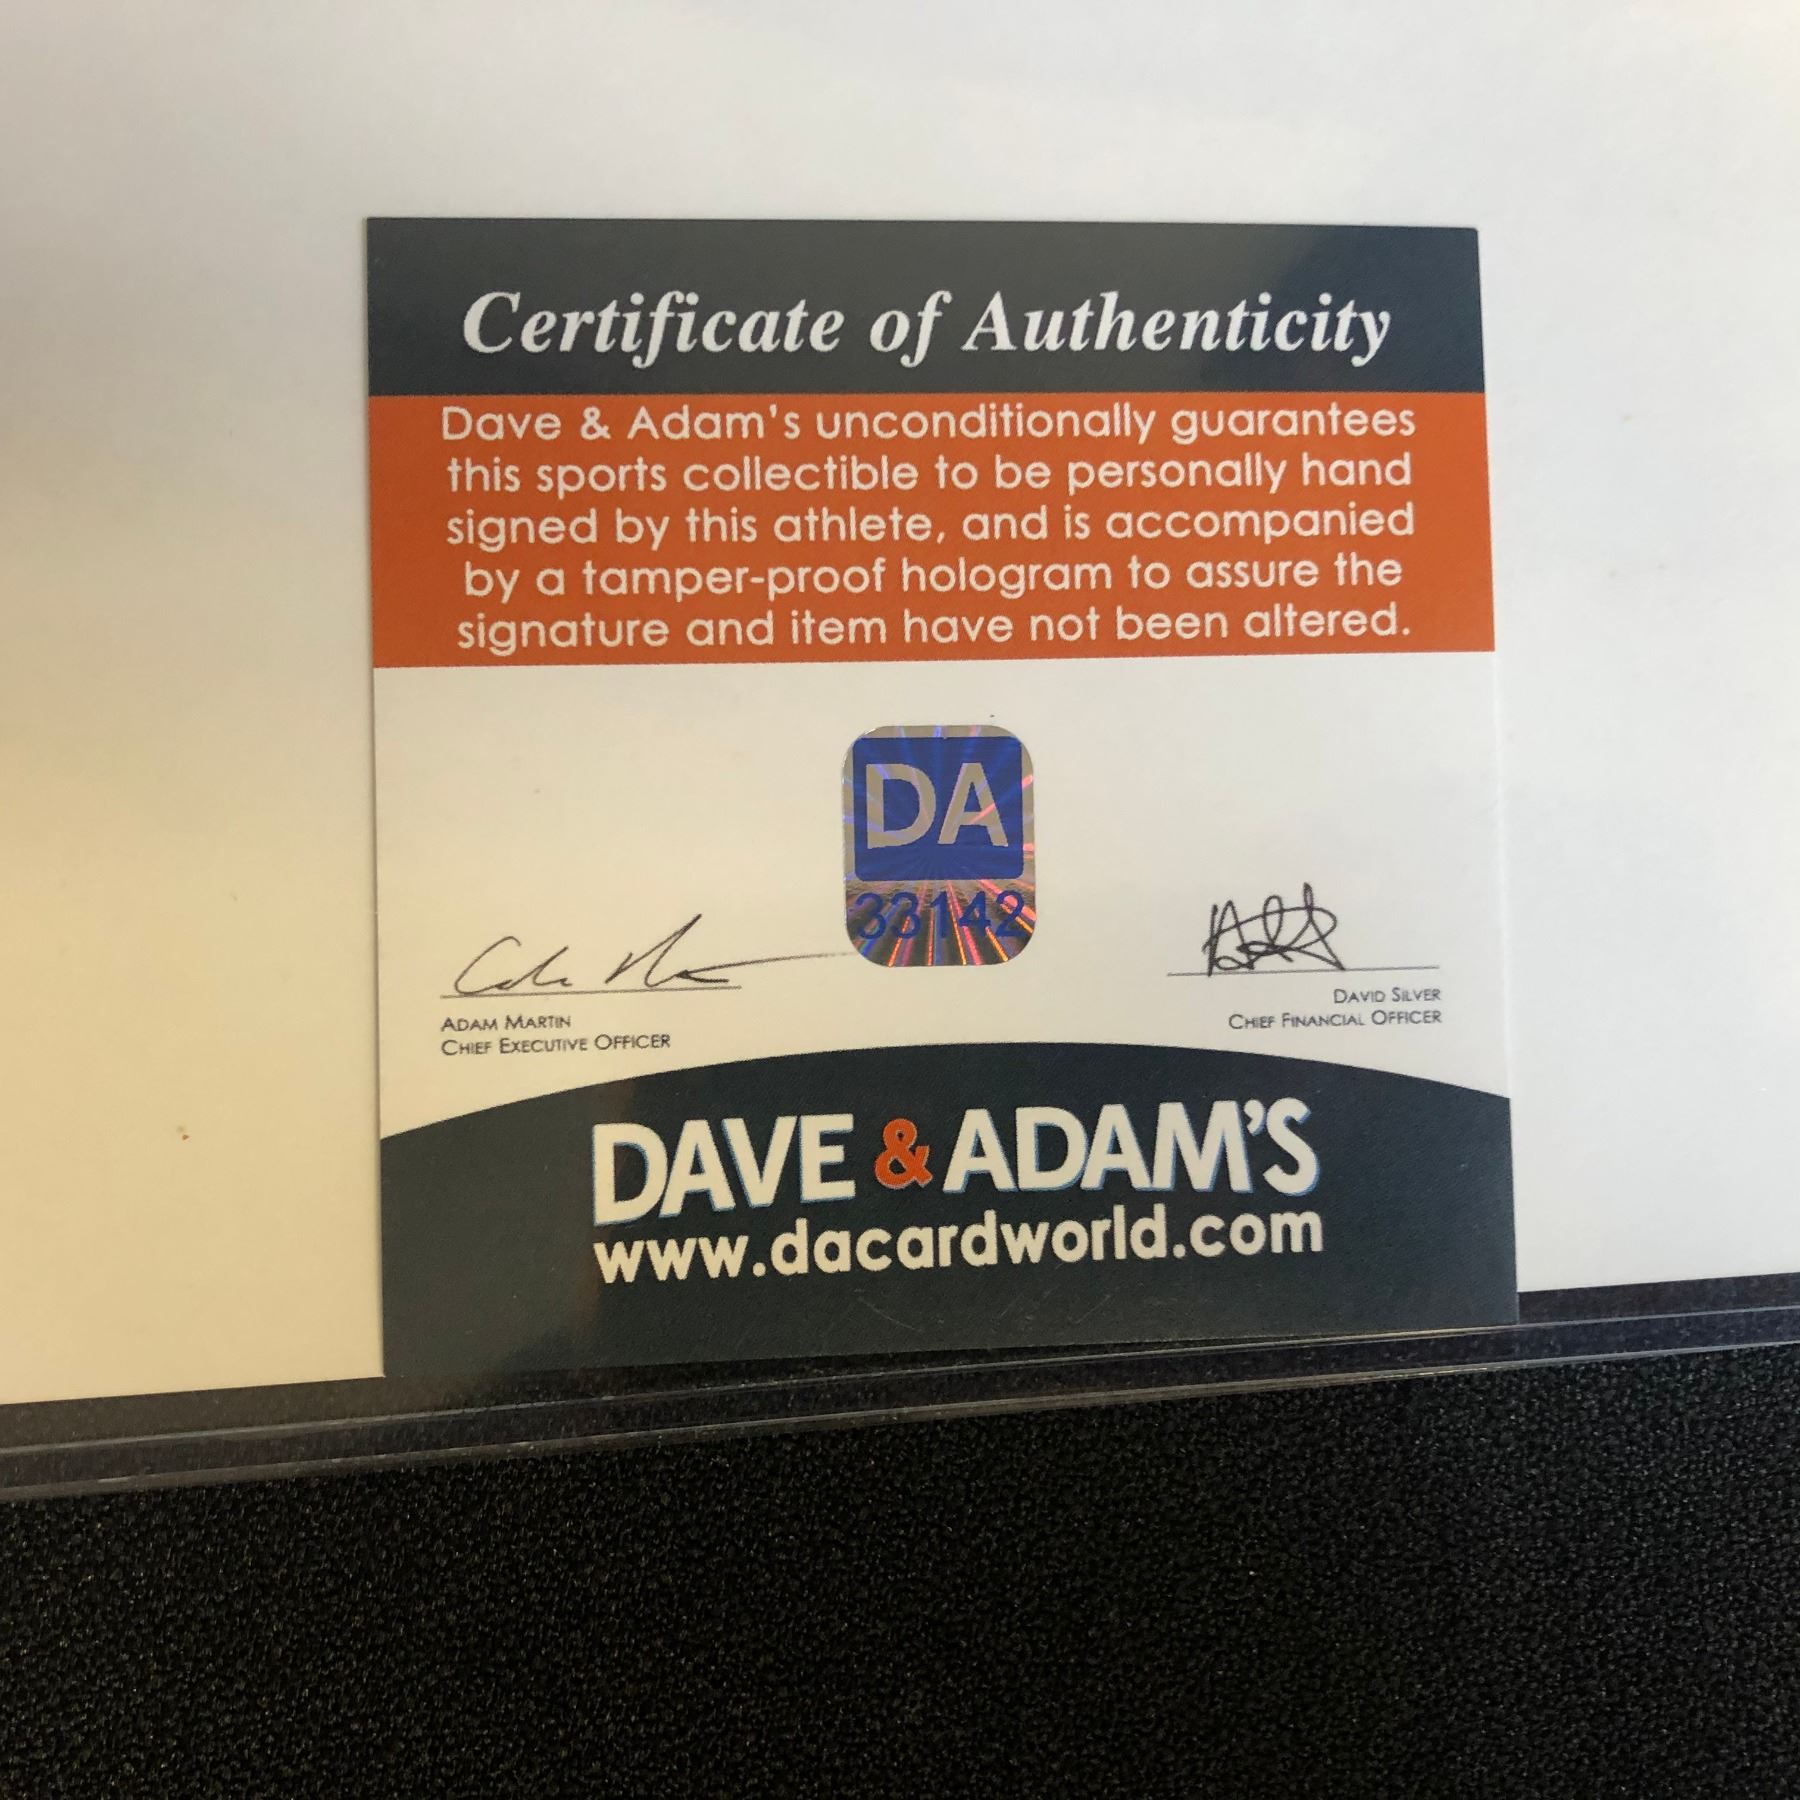 Certificate of Authenticity
Dave & Adam's unconditionally guarantees
this sports collectible to be personally hand
signed by this athlete, and is accompanied
by a tamper-proof hologram to assure the
signature and item have not been altered.
DA
33142
ADAM MARTIN
CHIEF EXECUTIVE OFFICER
DAVID SILVER
CHIEF FINANCIAL OFFICER
DAVE & ADAM'S
www.dacardworld.com